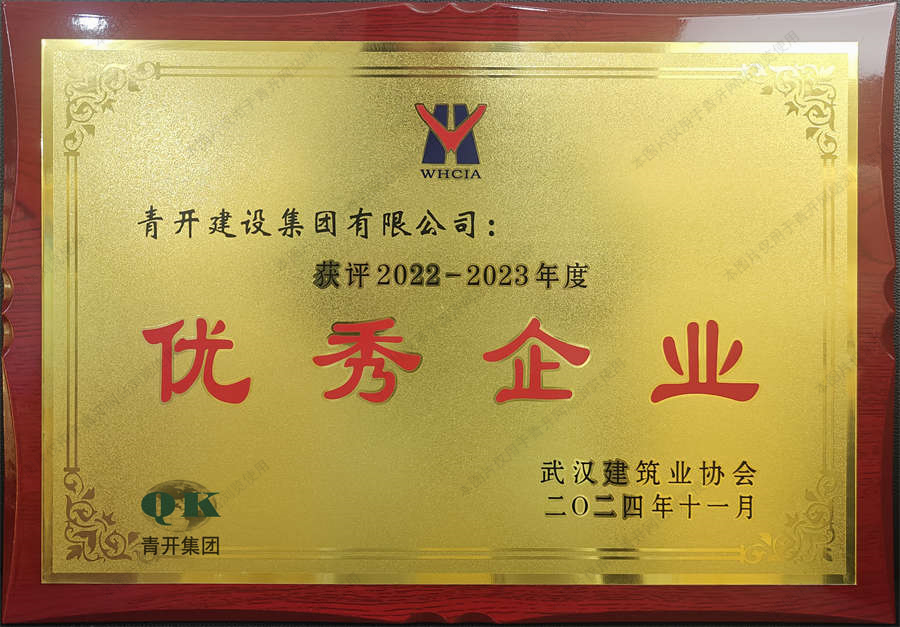 WHCIA
青开建设集团有限公司：
获评2022-2023年度
优秀企业
武汉建筑业协会
二〇二四年十一月
QK
青开集团